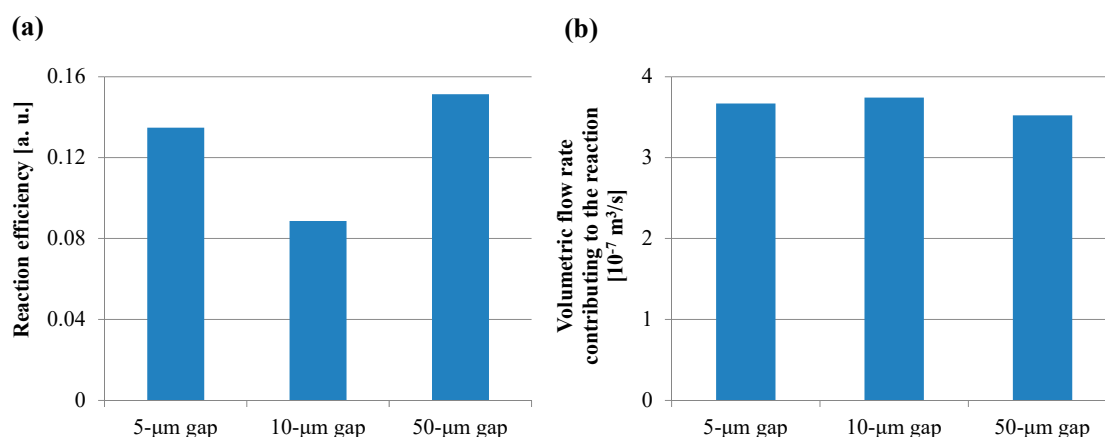 (a)
Reaction efficiency [a. u.]
0.16
0.12
0.08
0.04
0
5-μm gap 10-μm gap 50-μm gap
(b)
Volumetric flow rate
contributing to the reaction
[10⁻⁷ m³/s]
4
3
2
1
0
5-μm gap 10-μm gap 50-μm gap